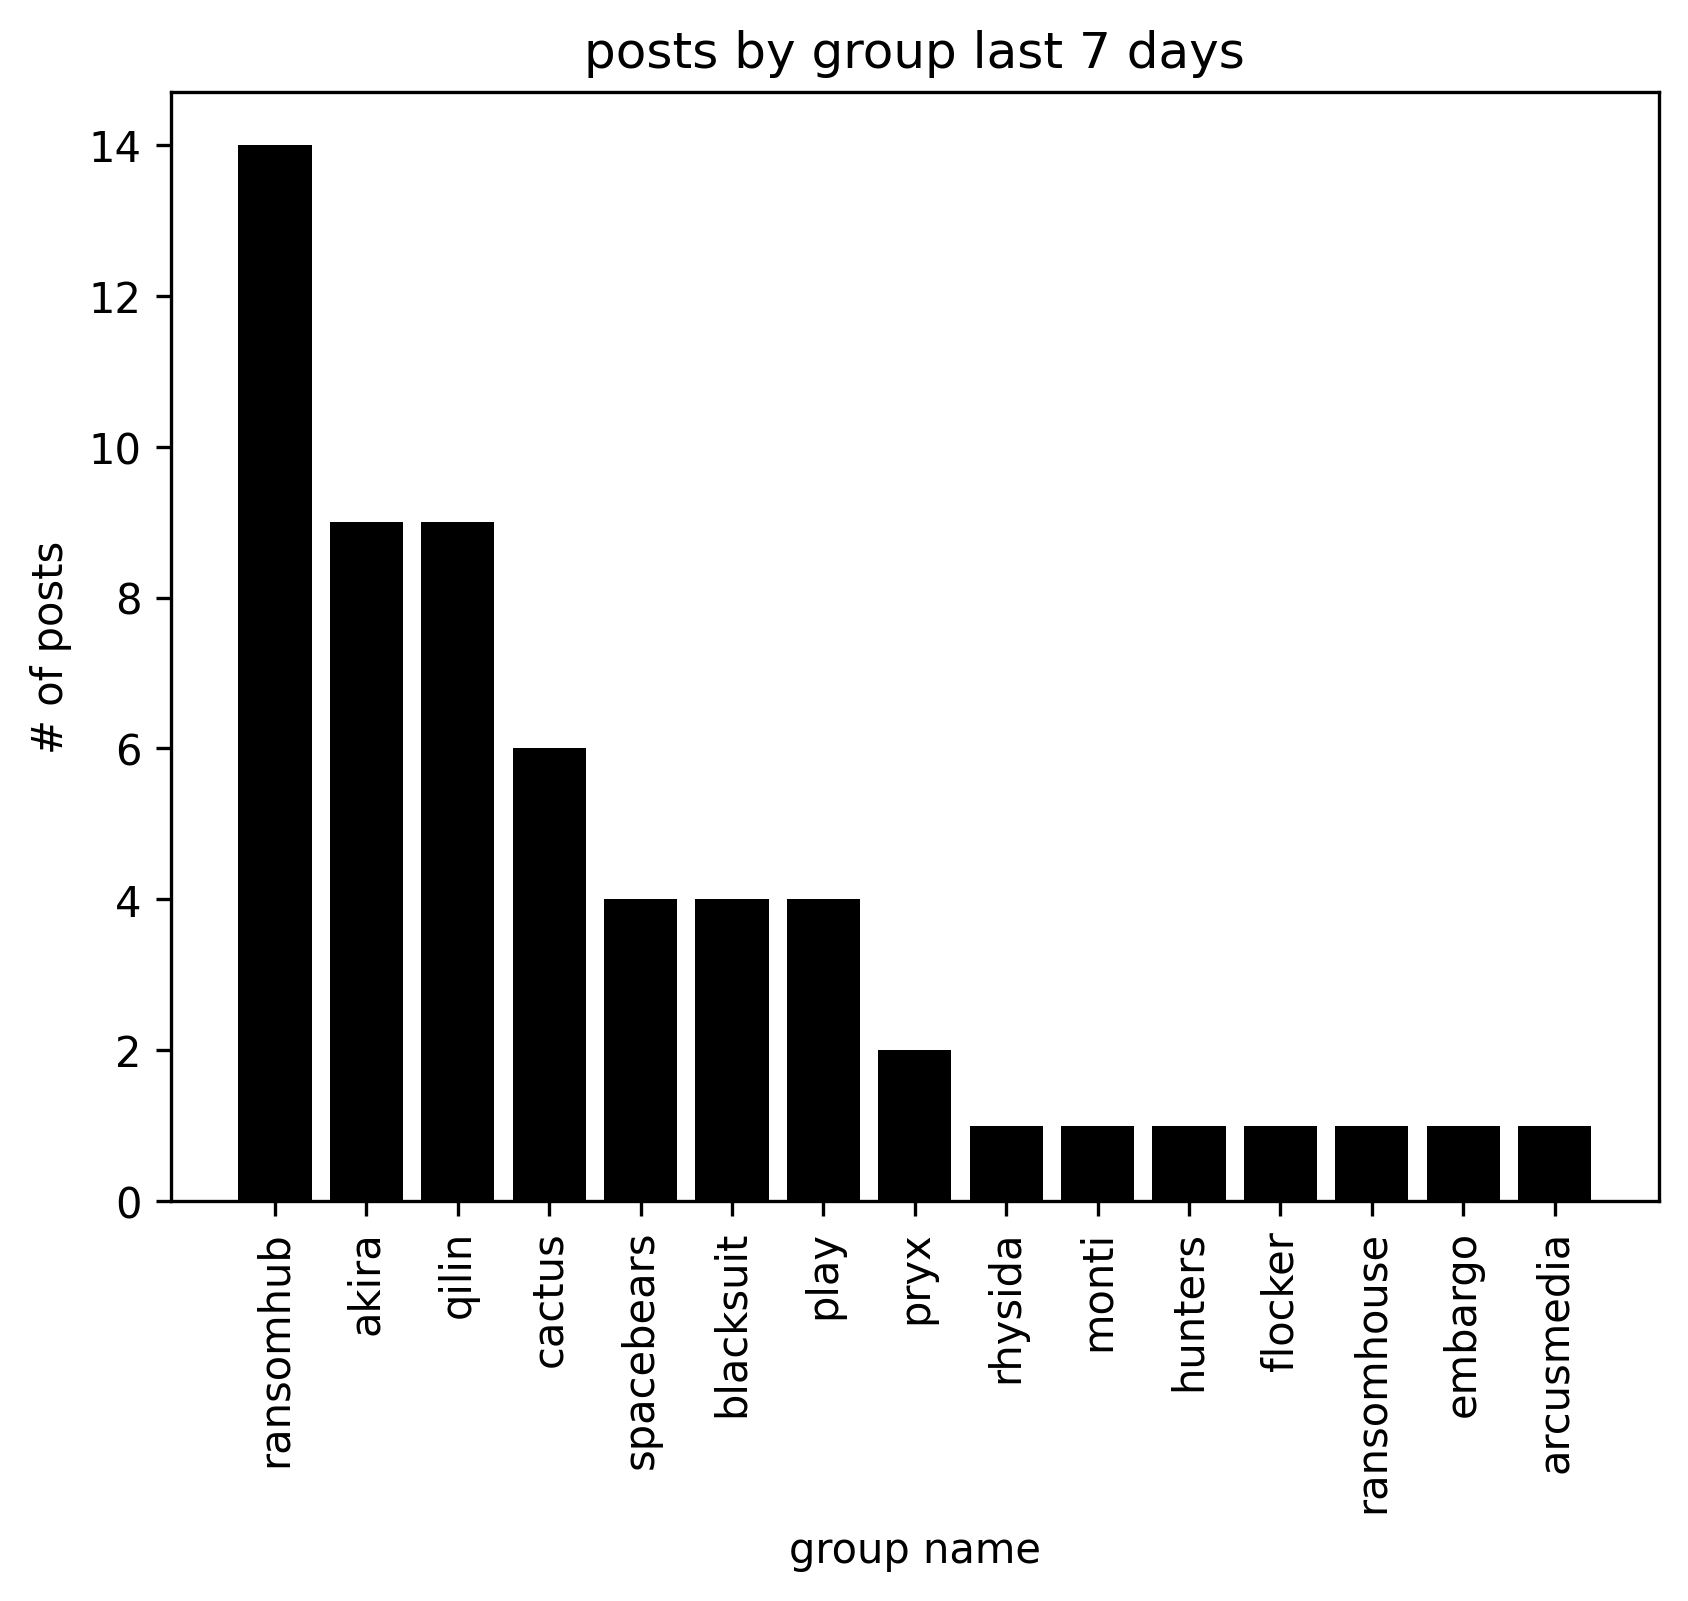 posts by group last 7 days
# of posts
14
12
10
8
6
4
2
0
ransomhub
akira
qilin
cactus
spacebears
blacksuit
play
pryx
rhysida
monti
hunters
flocker
ransomhouse
embargo
arcusmedia
group name